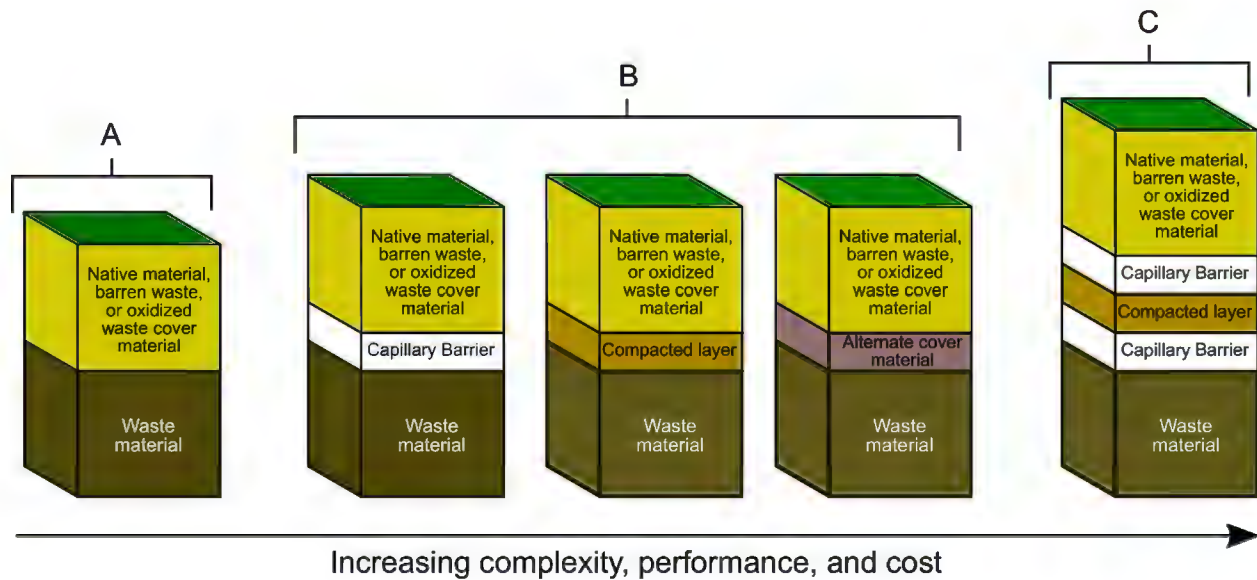 A
B
C
Native material,
barren waste,
or oxidized
waste cover
material
Waste
material
Native material,
barren waste,
or oxidized
waste cover
material
Capillary Barrier
Waste
material
Native material,
barren waste,
or oxidized
waste cover
material
Compacted layer
Waste
material
Native material,
barren waste,
or oxidized
waste cover
material
Alternate cover
material
Waste
material
Native material,
barren waste,
or oxidized
waste cover
material
Capillary Barrier
Compacted layer
Capillary Barrier
Waste
material
Increasing complexity, performance, and cost